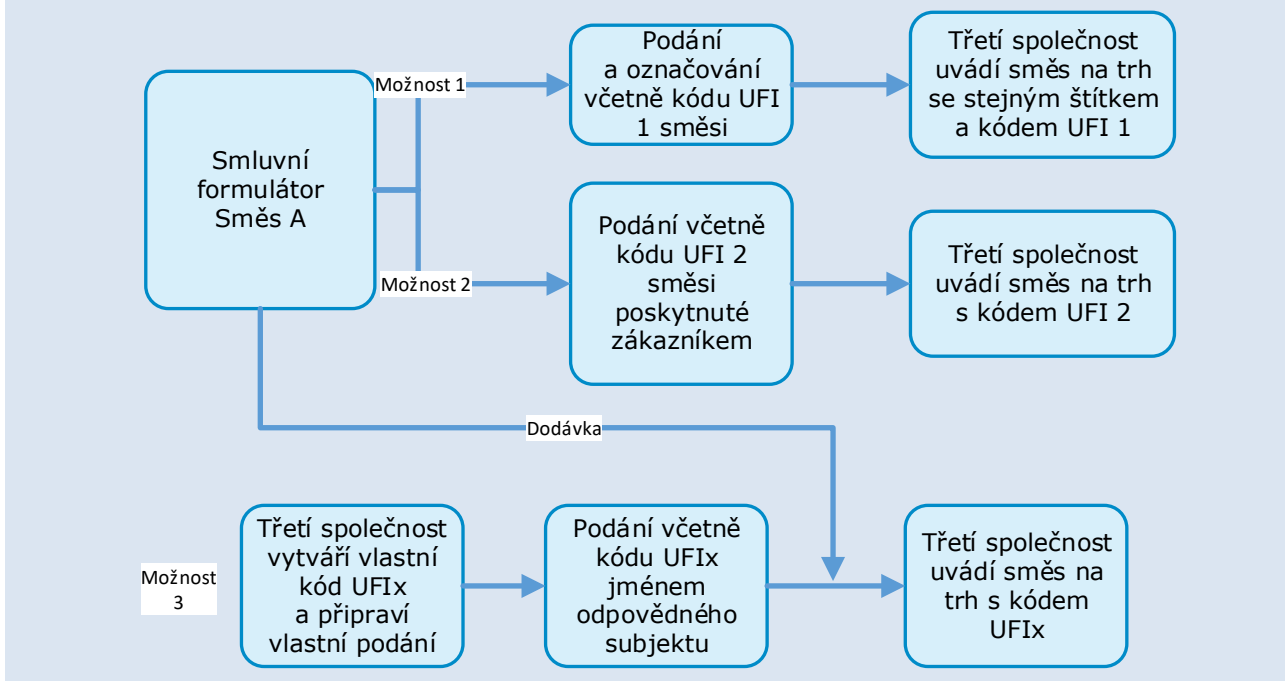 Smluvní
formulátor
Směs A
Možnost 1
Podání
a označování
včetně kódu UFI
1 směsi
Třetí společnost
uvádí směs na trh
se stejným štítkem
a kódem UFI 1
Možnost 2
Podání včetně
kódu UFI 2
směsi
poskytnuté
zákazníkem
Třetí společnost
uvádí směs na trh
s kódem UFI 2
Dodávka
Možnost
3
Třetí společnost
vytváří vlastní
kód UFIx
a připraví
vlastní podání
Podání včetně
kódu UFIx
jménem
odpovědného
subjektu
Třetí společnost
uvádí směs na
trh s kódem
UFIx